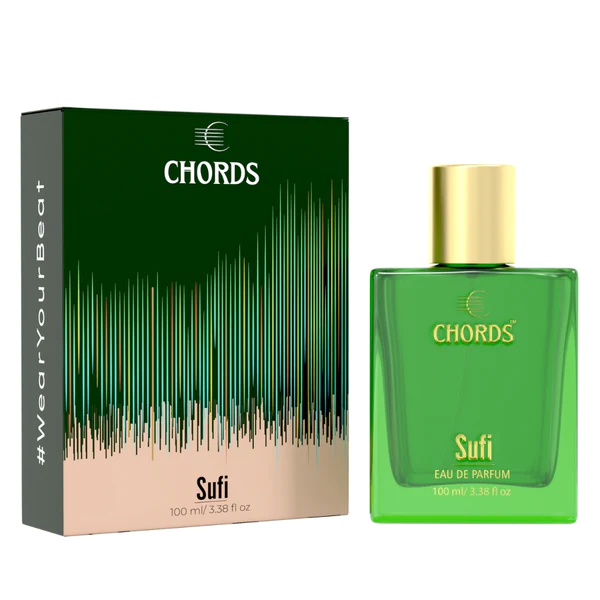 #WearYourBeat
CHORDS
Sufi
100 ml/ 3.38 fl oz
CHORDS™
Sufi
EAU DE PARFUM
100 ml/ 3.38 fl oz